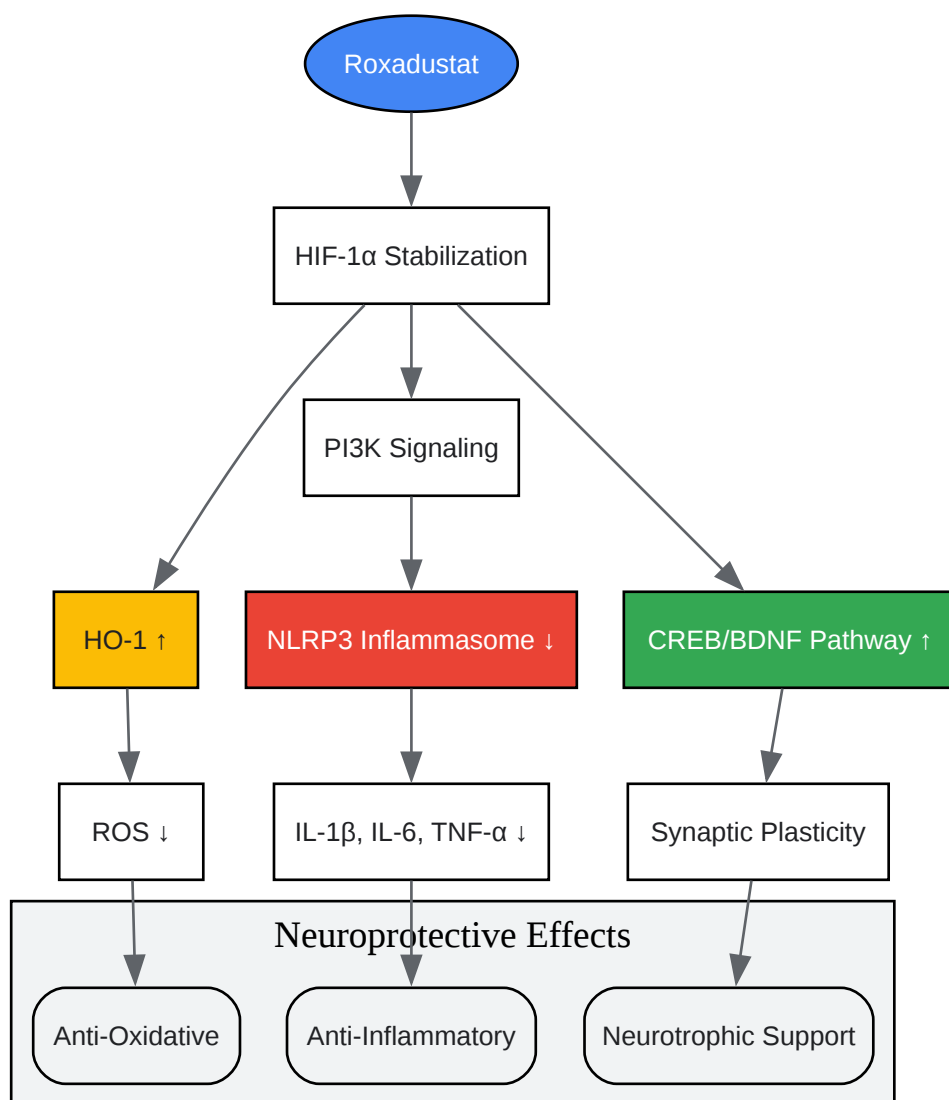 Roxadustat
HIF-1α Stabilization
PI3K Signaling
HO-1 ↑
NLRP3 Inflammasome ↓
CREB/BDNF Pathway ↑
ROS ↓
IL-1β, IL-6, TNF-α ↓
Synaptic Plasticity
Neuroprotective Effects
Anti-Oxidative
Anti-Inflammatory
Neurotrophic Support